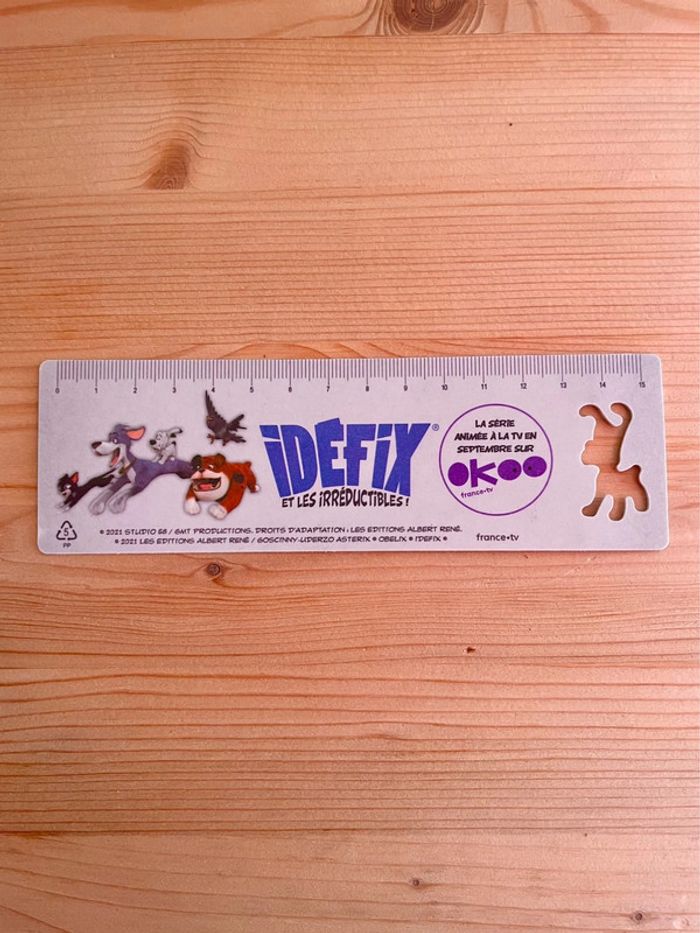 0 1 2 3 4 5 6 7 8 9 10 11 12 13 14 15
IDEFIX®
ET LES IRRÉDUCTIBLES !
LA SÉRIE
ANIMÉE À LA TV EN
SEPTEMBRE SUR
OKOO
france•tv
5
PP
© 2021 STUDIO 58 / GMT PRODUCTIONS. DROITS D'ADAPTATION : LES EDITIONS ALBERT RENÉ.
© 2021 LES EDITIONS ALBERT RENÉ / GOSCINNY-UDERZO ASTERIX ® OBELIX ® IDEFIX ®
france•tv